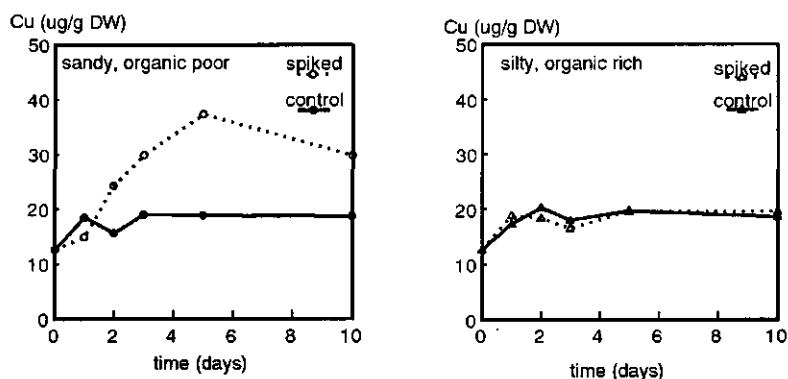 Cu (ug/g DW)
50
40
30
20
10
0
sandy, organic poor
spiked
control
0 2 4 6 8 10
time (days)
Cu (ug/g DW)
50
40
30
20
10
0
silty, organic rich
spiked
control
0 2 4 6 8 10
time (days)